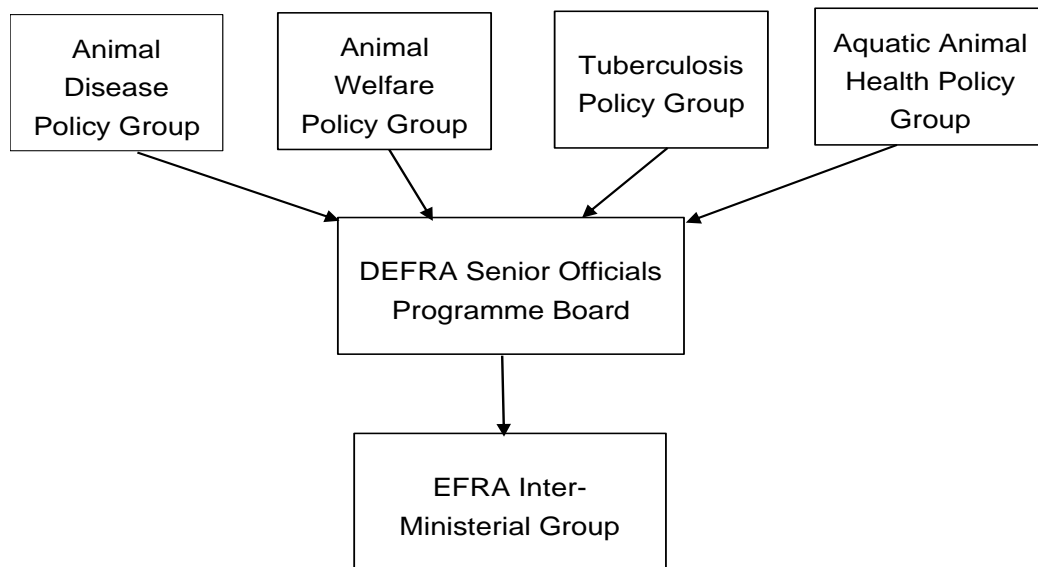 Animal
Disease
Policy Group
Animal
Welfare
Policy Group
Tuberculosis
Policy Group
Aquatic Animal
Health Policy
Group
DEFRA Senior Officials
Programme Board
EFRA Inter-
Ministerial Group